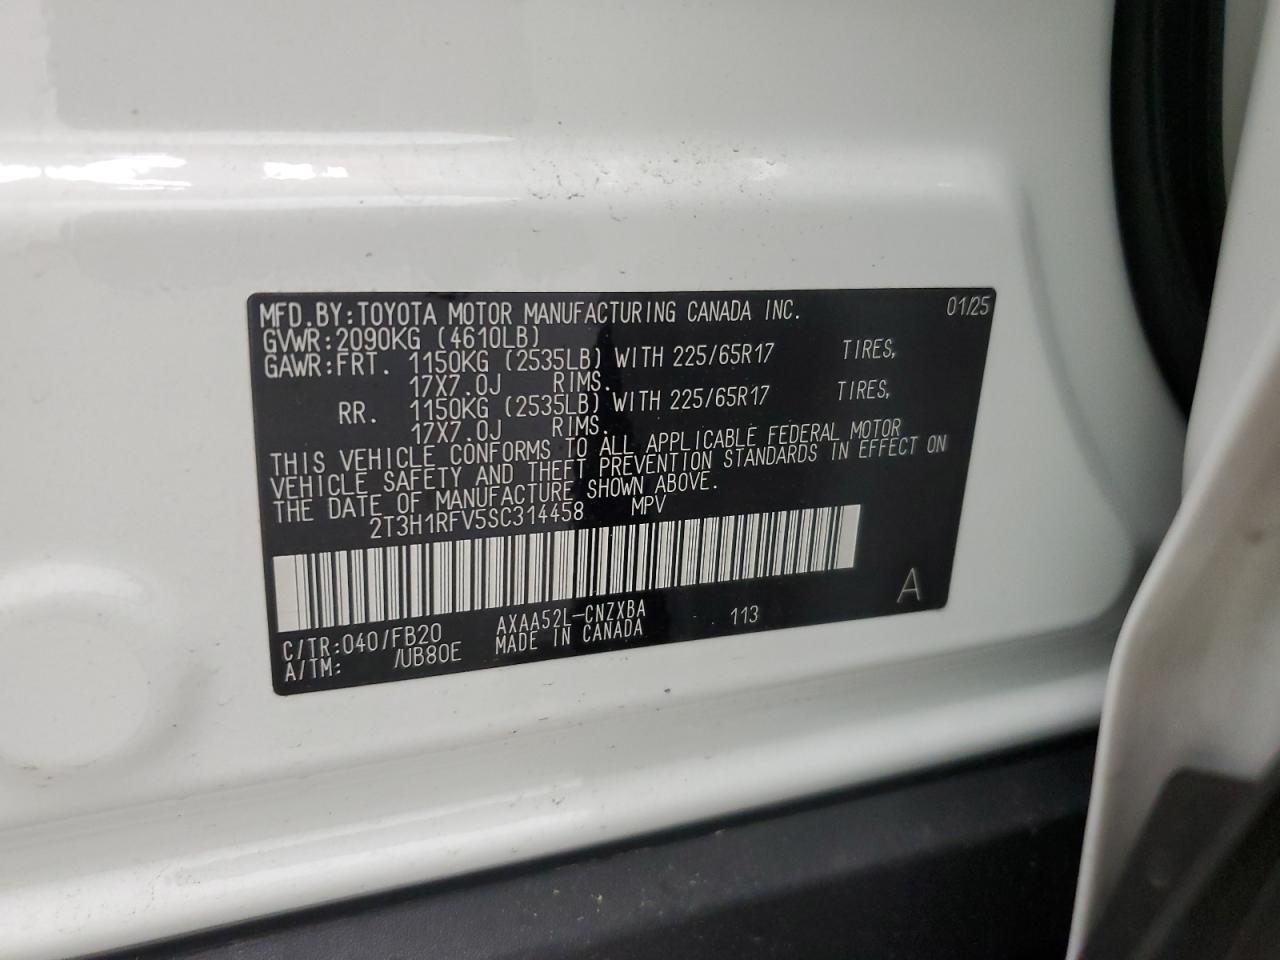 MFD.BY:TOYOTA MOTOR MANUFACTURING CANADA INC. 01/25
GVWR:2090KG (4610LB)
GAWR:FRT. 1150KG (2535LB) WITH 225/65R17 TIRES,
17X7.0J RIMS.
RR. 1150KG (2535LB) WITH 225/65R17 TIRES,
17X7.0J RIMS.
THIS VEHICLE CONFORMS TO ALL APPLICABLE FEDERAL MOTOR
VEHICLE SAFETY AND THEFT PREVENTION STANDARDS IN EFFECT ON
THE DATE OF MANUFACTURE SHOWN ABOVE.
2T3H1RFV5SC314458 MPV
C/TR:040/FB20 AXAA52L-CNZXBA 113 A
A/TM: /UB80E MADE IN CANADA